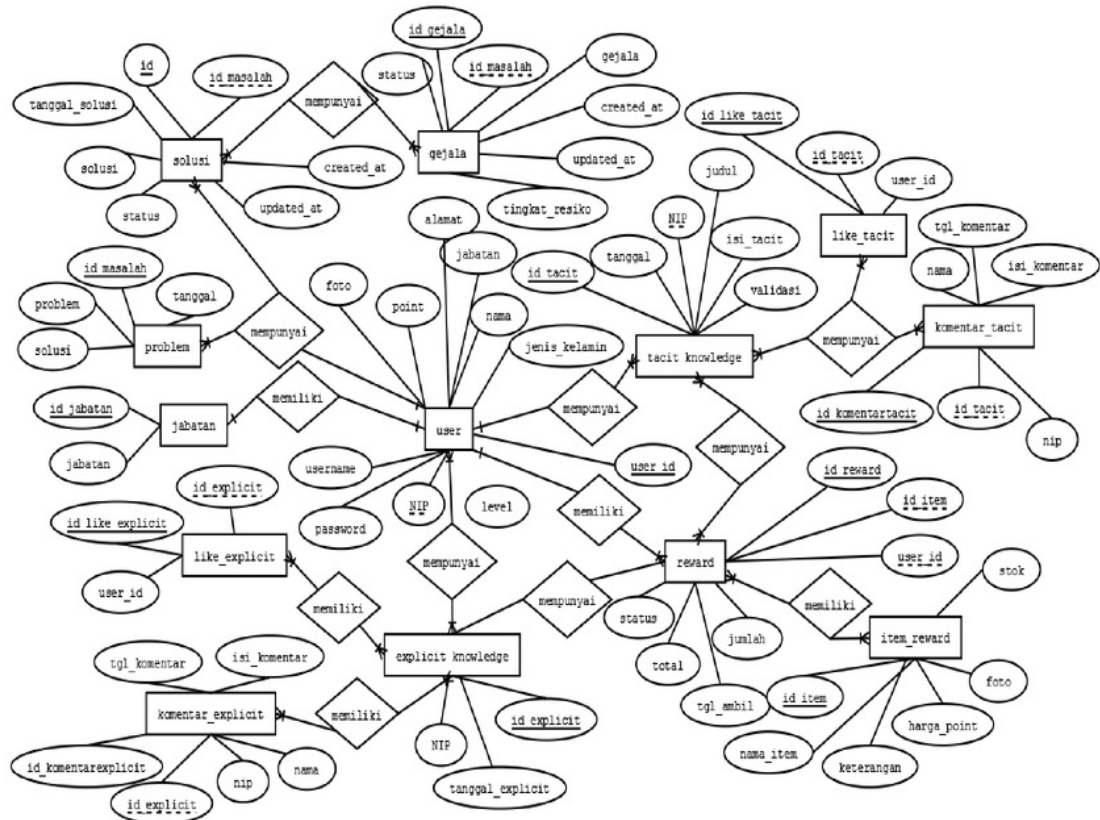 id_gejala
id
id_masalah
status
id_masalah
gejala
tanggal_solusi
mempunyai
created_at
id_like_tacit
solusi
gejala
id_tacit
solusi
created_at
updated_at
judul
user_id
status
updated_at
tingkat_resiko
alamat
NIP
like_tacit
tgl_komentar
id_masalah
jabatan
tanggal
isi_tacit
nama
isi_komentar
problem
tanggal
foto
id_tacit
validasi
point
nama
solusi
problem
mempunyai
jenis_kelamin
tacit knowledge
mempunyai
komentar_tacit
id_jabatan
memiliki
mempunyai
id_komentartacit
id_tacit
jabatan
user
nip
jabatan
username
user_id
mempunyai
id_reward
id_explicit
NIP
level
id_item
id_like_explicit
password
memiliki
like_explicit
mempunyai
reward
user_id
stok
user_id
memiliki
mempunyai
status
memiliki
jumlah
item_reward
tgl_komentar
isi_komentar
explicit knowledge
total
foto
komentar_explicit
memiliki
id_explicit
tgl_ambil
id_item
harga_point
NIP
nama_item
id_komentarexplicit
nip
nama
tanggal_explicit
keterangan
id_explicit